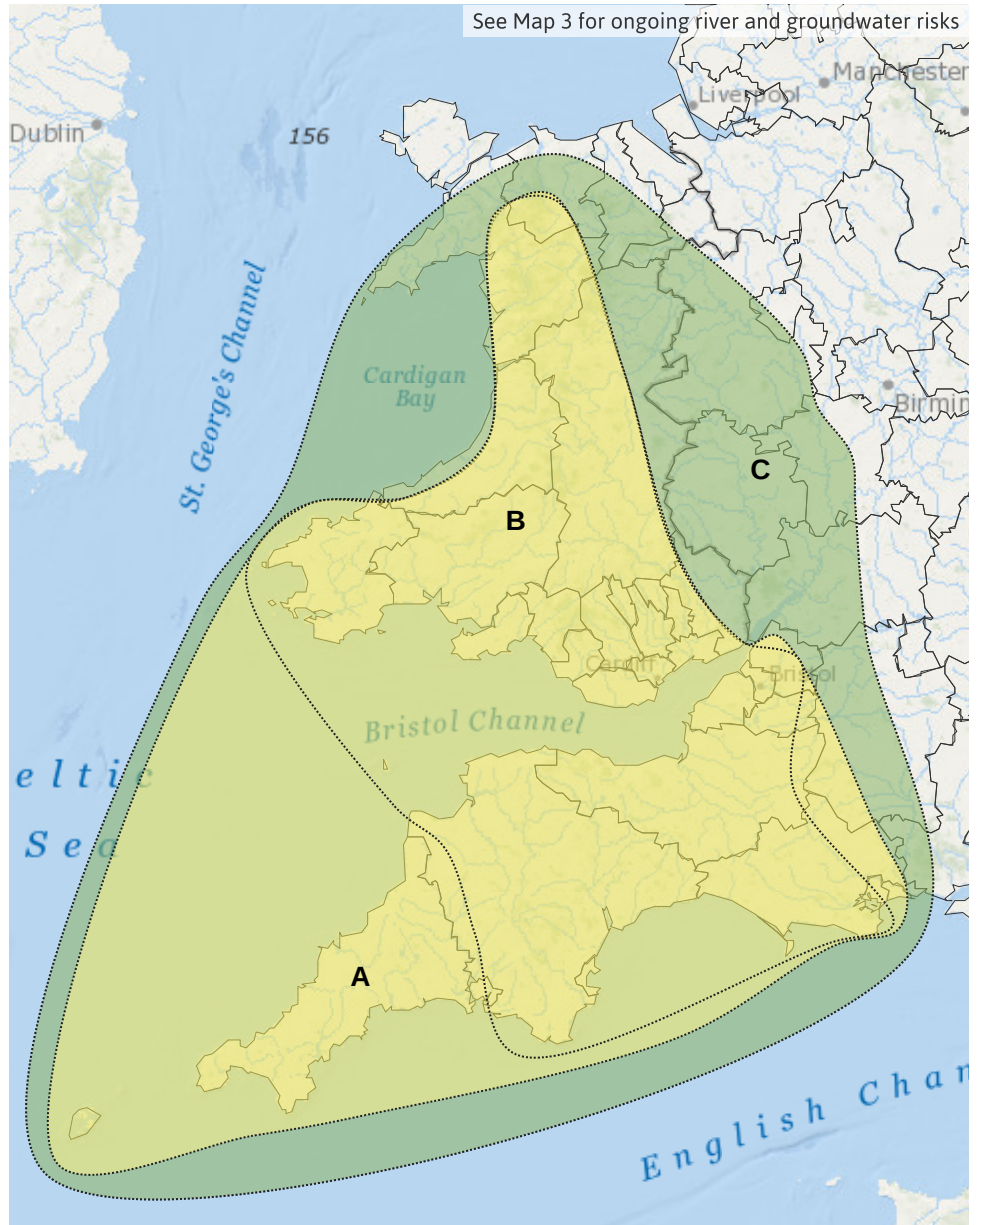 See Map 3 for ongoing river and groundwater risks
Manchester
Liverpool
Dublin
156
St. George's Channel
Cardigan
Bay
Birmin
C
B
Cardiff
Bristol
Bristol Channel
eltic
Sea
A
English Chan